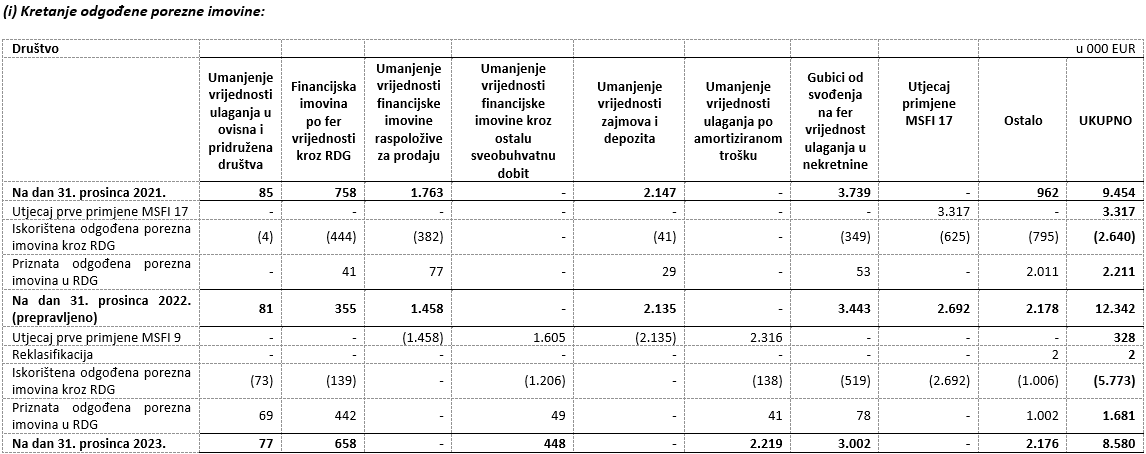 (i) Kretanje odgođene porezne imovine:
Društvo u 000 EUR
Umanjenje vrijednosti ulaganja u ovisna i pridružena društva
Financijska imovina po fer vrijednosti kroz RDG
Umanjenje vrijednosti financijske imovine raspoložive za prodaju
Umanjenje vrijednosti financijske imovine kroz ostalu sveobuhvatnu dobit
Umanjenje vrijednosti zajmova i depozita
Umanjenje vrijednosti ulaganja po amortiziranom trošku
Gubici od svođenja na fer vrijednost ulaganja u nekretnine
Utjecaj primjene MSFI 17
Ostalo
UKUPNO
Na dan 31. prosinca 2021. 85 758 1.763 - 2.147 - 3.739 - 962 9.454
Utjecaj prve primjene MSFI 17 - - - - - - - 3.317 - 3.317
Iskorištena odgođena porezna imovina kroz RDG (4) (444) (382) - (41) - (349) (625) (795) (2.640)
Priznata odgođena porezna imovina u RDG - 41 77 - 29 - 53 - 2.011 2.211
Na dan 31. prosinca 2022. (prepravljeno) 81 355 1.458 - 2.135 - 3.443 2.692 2.178 12.342
Utjecaj prve primjene MSFI 9 - - (1.458) 1.605 (2.135) 2.316 - - - 328
Reklasifikacija - - - - - - - - 2 2
Iskorištena odgođena porezna imovina kroz RDG (73) (139) - (1.206) - (138) (519) (2.692) (1.006) (5.773)
Priznata odgođena porezna imovina u RDG 69 442 - 49 - 41 78 - 1.002 1.681
Na dan 31. prosinca 2023. 77 658 - 448 - 2.219 3.002 - 2.176 8.580